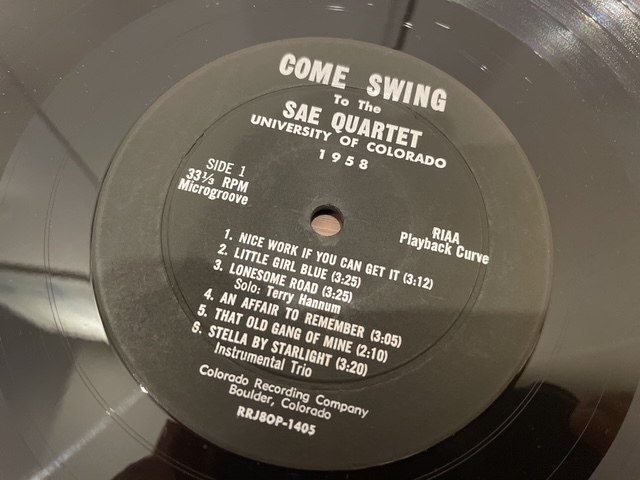 COME SWING
To The
SAE QUARTET
UNIVERSITY OF COLORADO
1958
SIDE 1
33⅓ RPM
Microgroove
RIAA
Playback Curve
1. NICE WORK IF YOU CAN GET IT (3:12)
2. LITTLE GIRL BLUE (3:25)
3. LONESOME ROAD (3:25)
Solo: Terry Hannum
4. AN AFFAIR TO REMEMBER (3:05)
5. THAT OLD GANG OF MINE (2:10)
6. STELLA BY STARLIGHT (3:20)
Instrumental Trio
Colorado Recording Company
Boulder, Colorado
RRJ8OP-1405